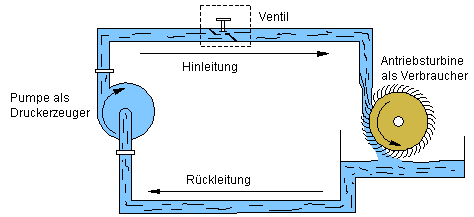 Ventil
Hinleitung
Antriebsturbine
als Verbraucher
Pumpe als
Druckerzeuger
Rückleitung